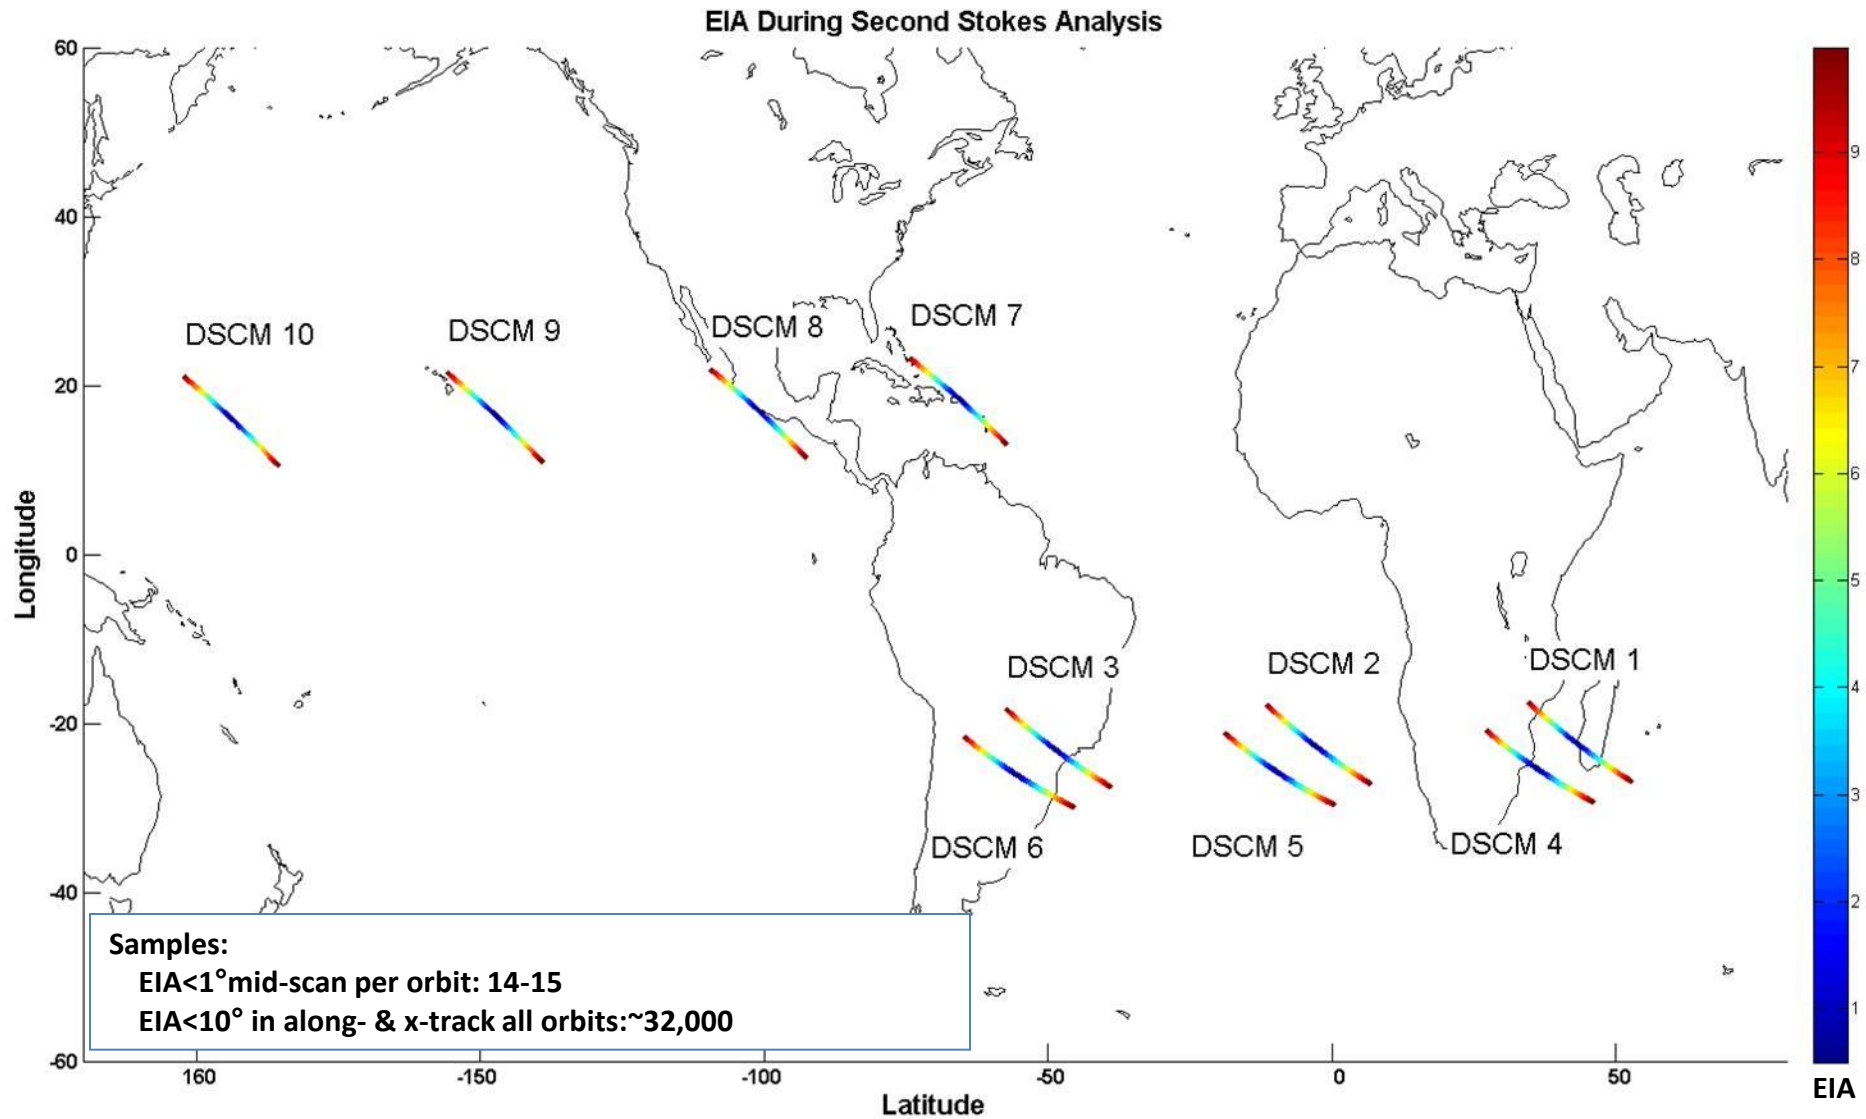 EIA During Second Stokes Analysis
60
40
20
0
-20
-40
-60
Longitude
DSCM 10
DSCM 9
DSCM 8
DSCM 7
DSCM 3
DSCM 2
DSCM 1
DSCM 6
DSCM 5
DSCM 4
Samples:
EIA<1°mid-scan per orbit: 14-15
EIA<10° in along- & x-track all orbits:~32,000
160
-150
-100
-50
0
50
Latitude
9
8
7
6
5
4
3
2
1
EIA